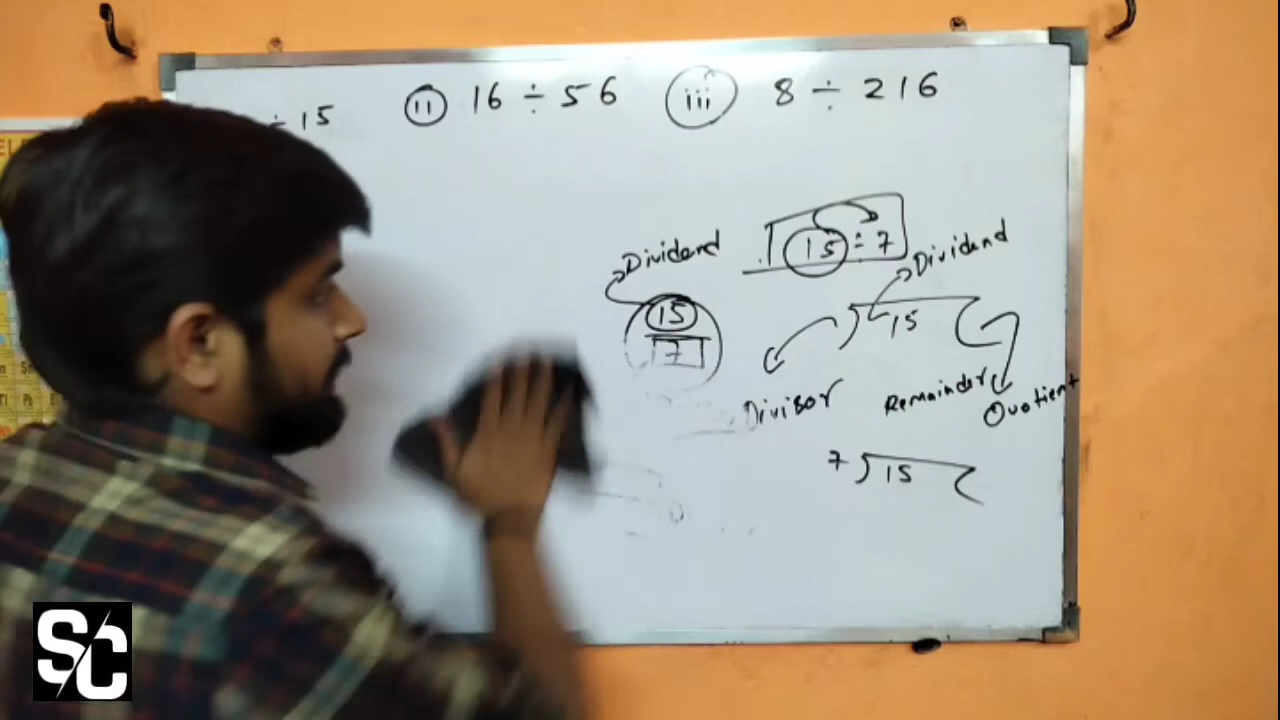 ÷ 15
ii 16 ÷ 56
iii 8 ÷ 216
15 ÷ 7
Dividend
15
7
Dividend
15
Divisor
Remainder
Quotient
7 15
SC